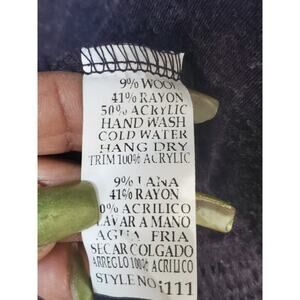 9% WOOL
41% RAYON
50% ACRYLIC
HAND WASH
COLD WATER
HANG DRY
TRIM 100% ACRYLIC
9% LANA
41% RAYON
0% ACRILICO
LAVAR A MANO
AGUA FRIA
SECAR COLGADO
ARREGLO 100% ACRILICO
STYLE NO: